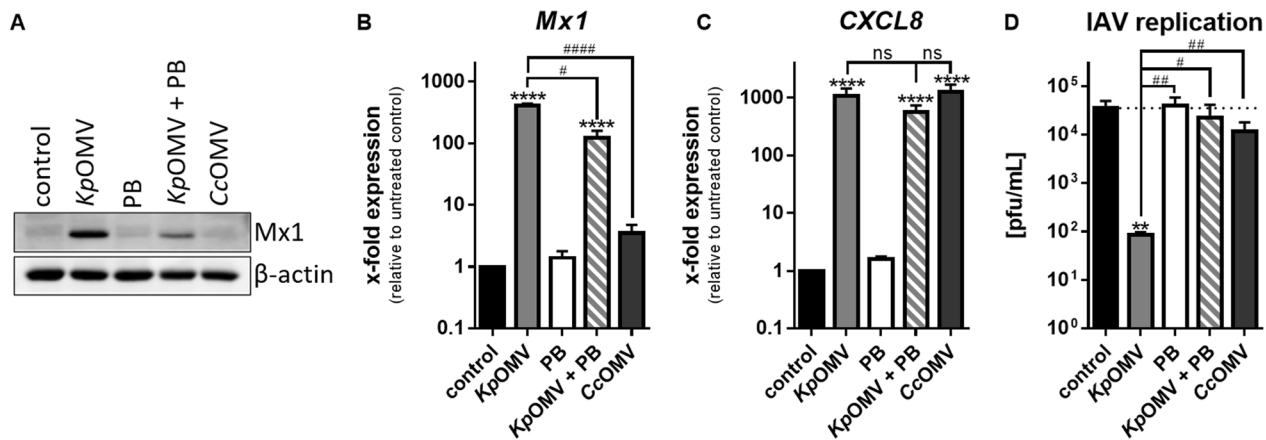 A
control
KpOMV
PB
KpOMV + PB
CcOMV
Mx1
β-actin
B
Mx1
x-fold expression
(relative to untreated control)
1000
100
10
1
0.1
####
#
****
****
control
KpOMV
PB
KpOMV + PB
CcOMV
C
CXCL8
x-fold expression
(relative to untreated control)
1000
100
10
1
0.1
ns
ns
****
****
****
control
KpOMV
PB
KpOMV + PB
CcOMV
D
IAV replication
[pfu/mL]
10⁵
10⁴
10³
10²
10¹
10⁰
##
#
##
**
control
KpOMV
PB
KpOMV + PB
CcOMV